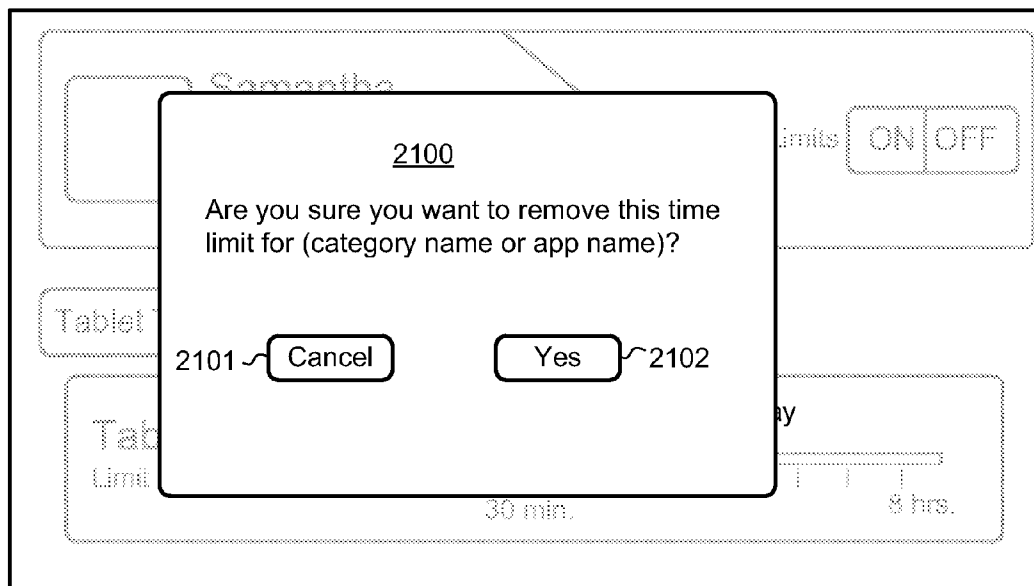 Samantha
Limits ON OFF
2100
Are you sure you want to remove this time
limit for (category name or app name)?
Tablet
2101 Cancel Yes 2102
ay
Tab
Limit
30 min. 8 hrs.